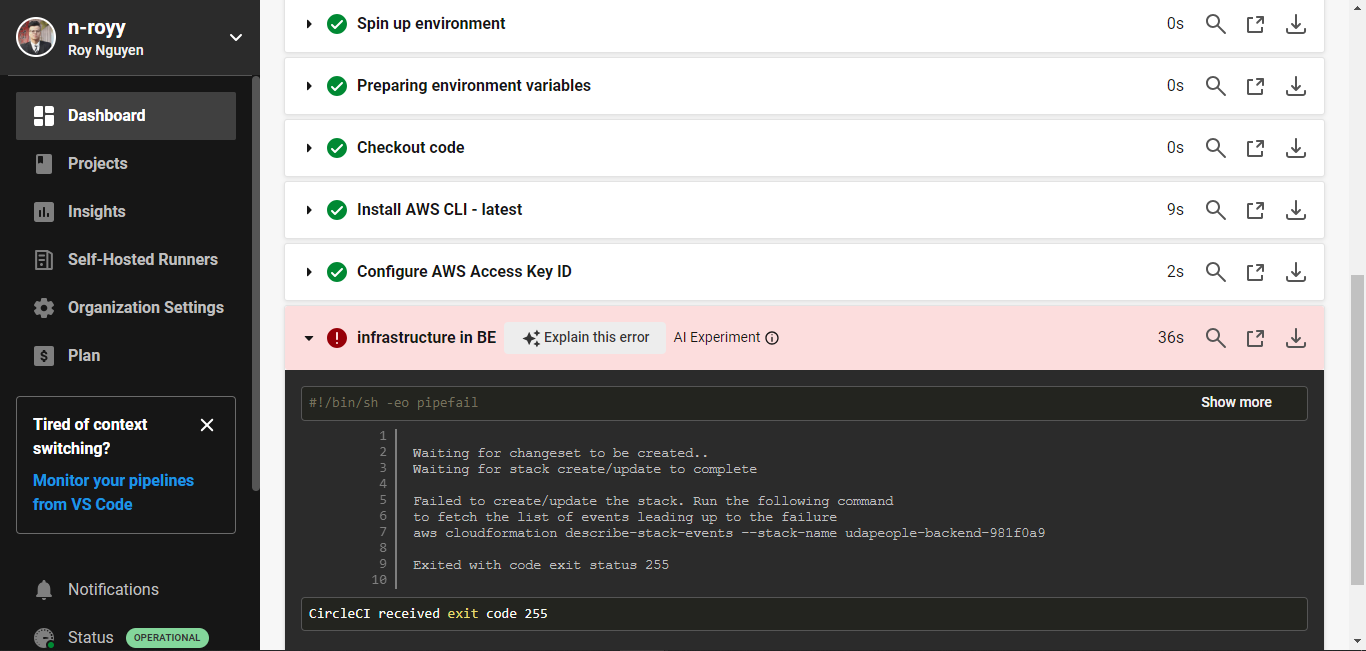 n-royy
Roy Nguyen
Dashboard
Projects
Insights
Self-Hosted Runners
Organization Settings
Plan
Tired of context
switching?
Monitor your pipelines
from VS Code
Notifications
Status OPERATIONAL
Spin up environment 0s
Preparing environment variables 0s
Checkout code 0s
Install AWS CLI - latest 9s
Configure AWS Access Key ID 2s
infrastructure in BE Explain this error AI Experiment 36s
#!/bin/sh -eo pipefail Show more
1
2 Waiting for changeset to be created..
3 Waiting for stack create/update to complete
4
5 Failed to create/update the stack. Run the following command
6 to fetch the list of events leading up to the failure
7 aws cloudformation describe-stack-events --stack-name udapeople-backend-981f0a9
8
9 Exited with code exit status 255
10
CircleCI received exit code 255